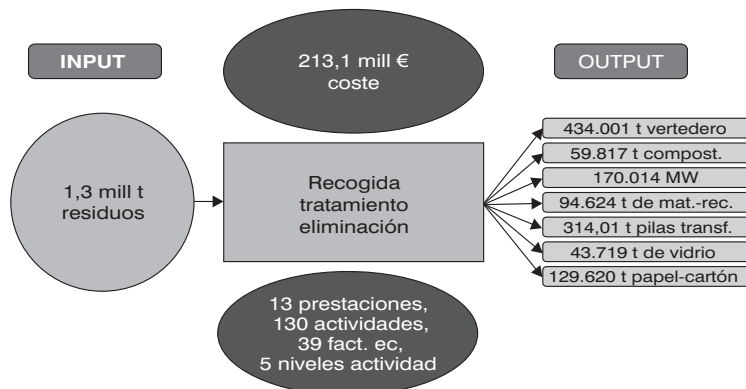 INPUT
213,1 mill €
coste
OUTPUT
1,3 mill t
residuos
Recogida
tratamiento
eliminación
434.001 t vertedero
59.817 t compost.
170.014 MW
94.624 t de mat.-rec.
314,01 t pilas transf.
43.719 t de vidrio
129.620 t papel-cartón
13 prestaciones,
130 actividades,
39 fact. ec,
5 niveles actividad